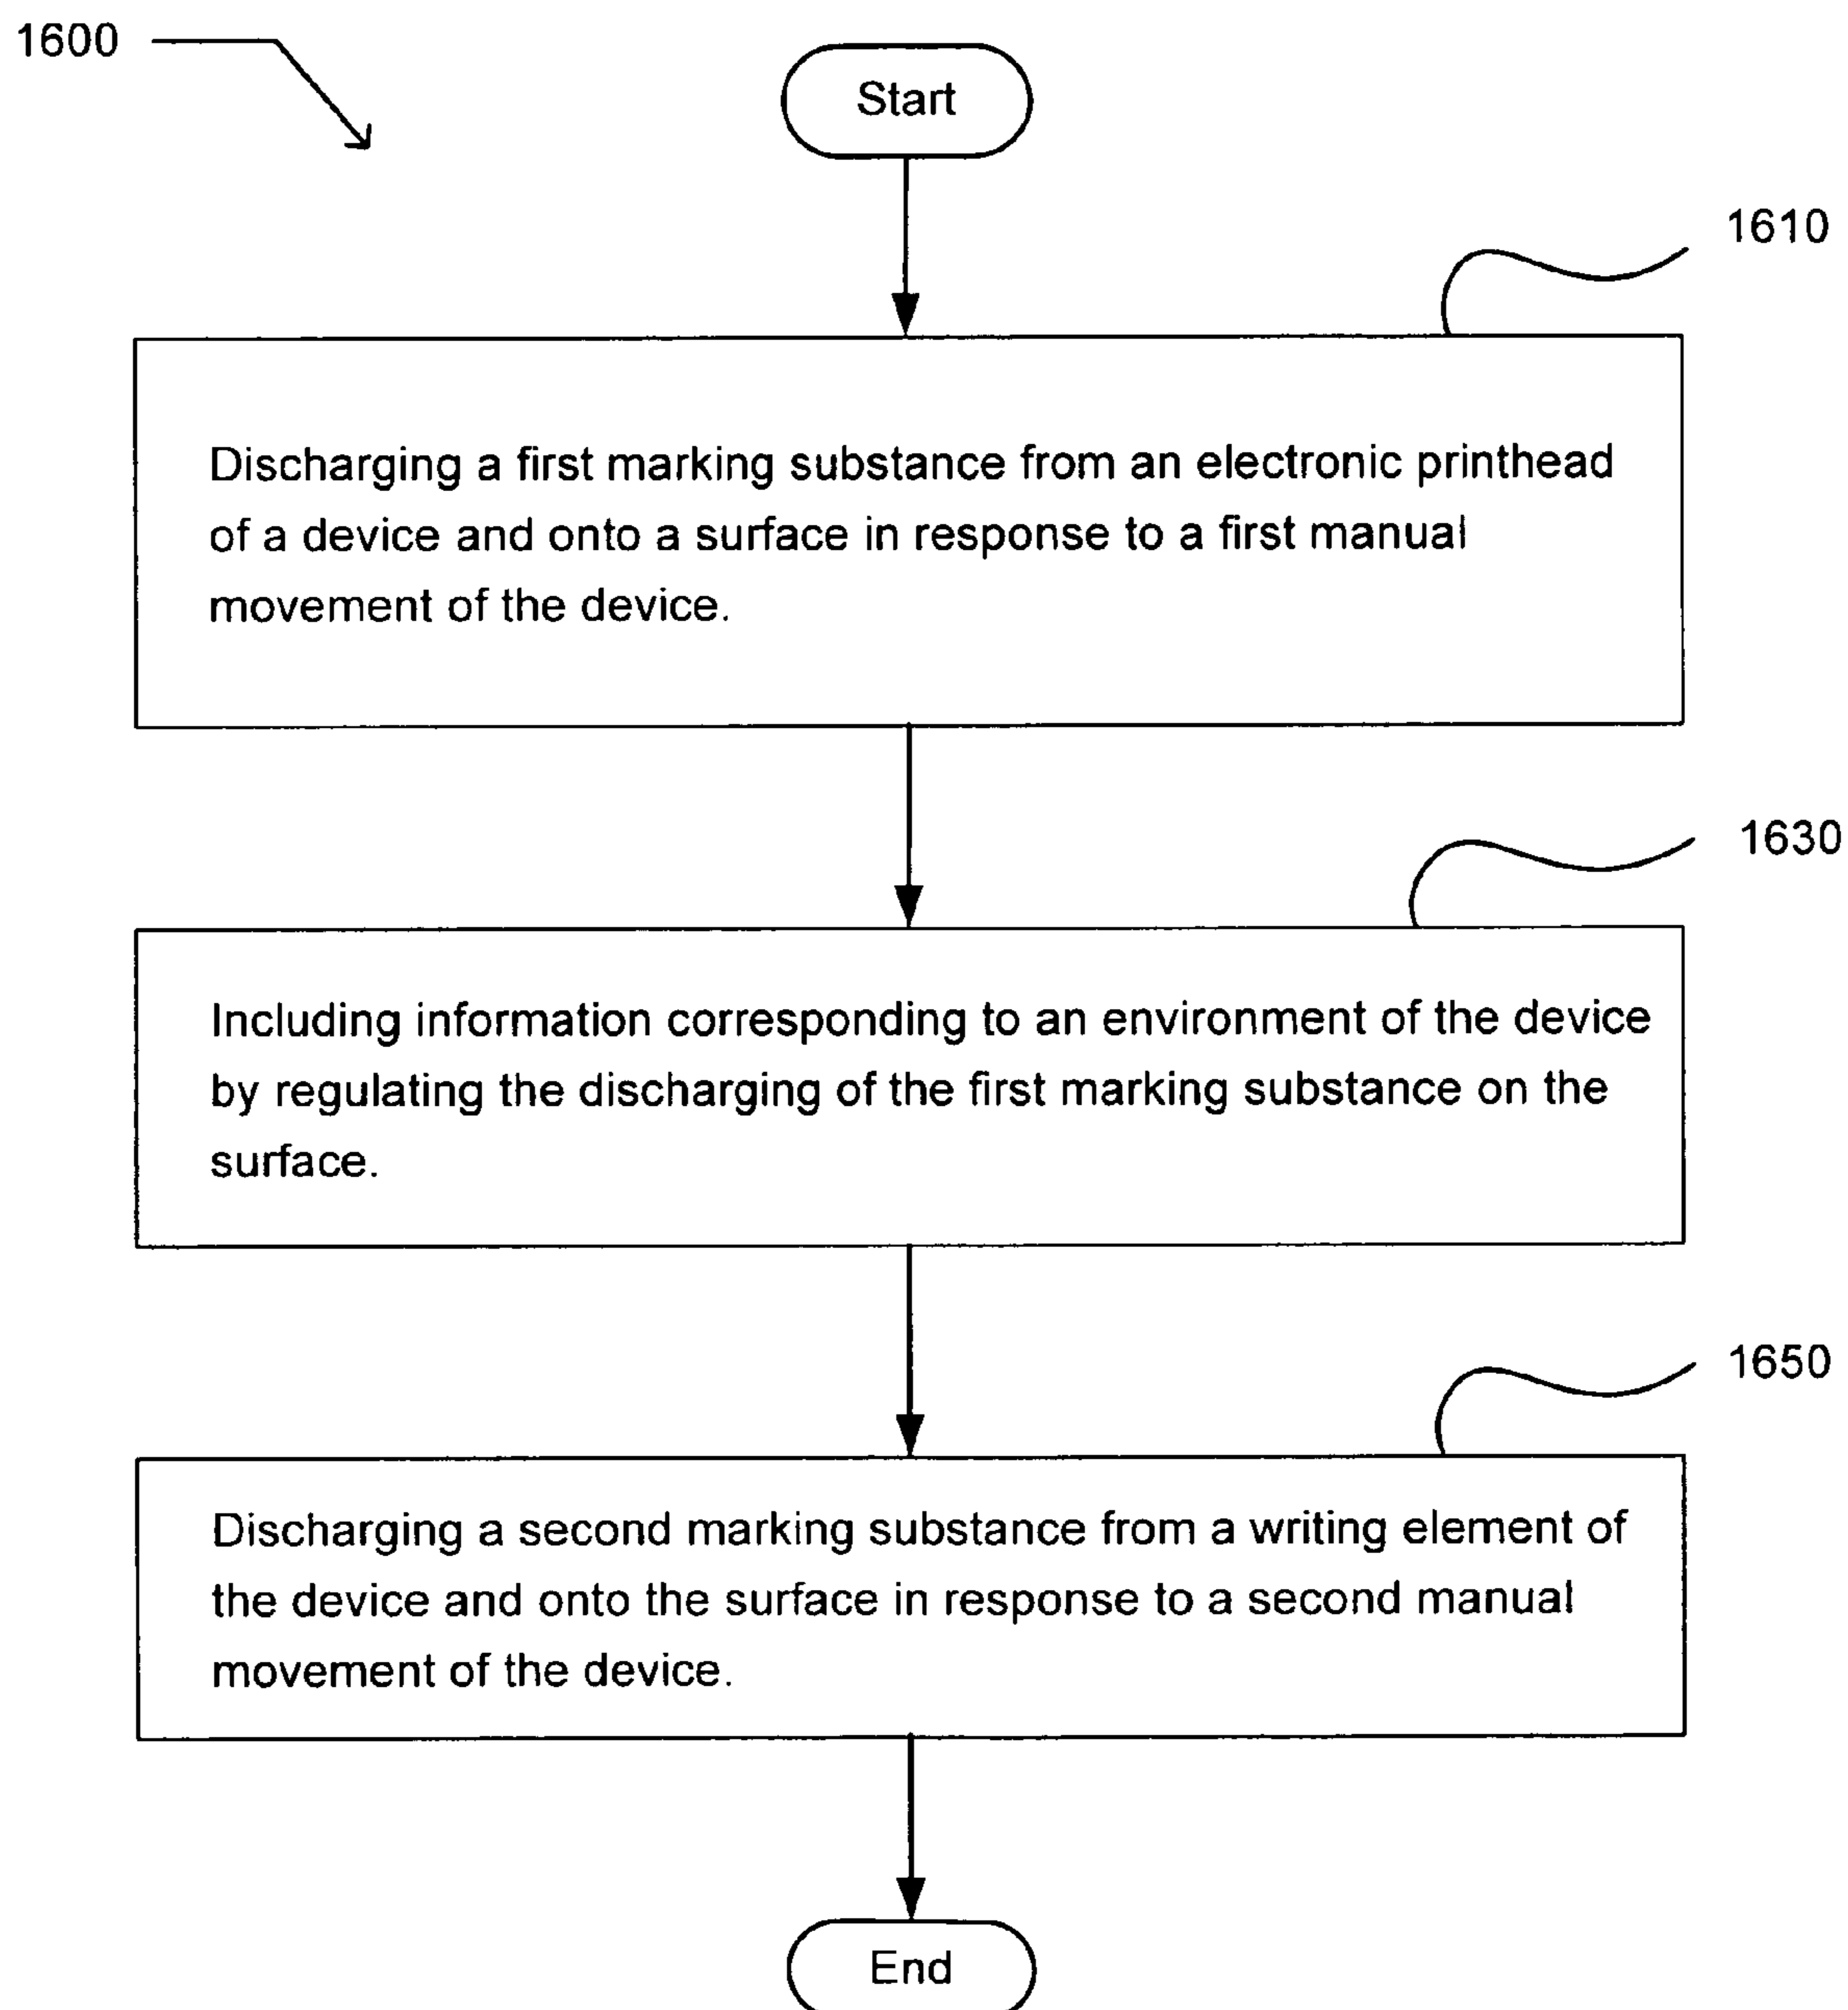 1600
Start
1610
Discharging a first marking substance from an electronic printhead
of a device and onto a surface in response to a first manual
movement of the device.
1630
Including information corresponding to an environment of the device
by regulating the discharging of the first marking substance on the
surface.
1650
Discharging a second marking substance from a writing element of
the device and onto the surface in response to a second manual
movement of the device.
End